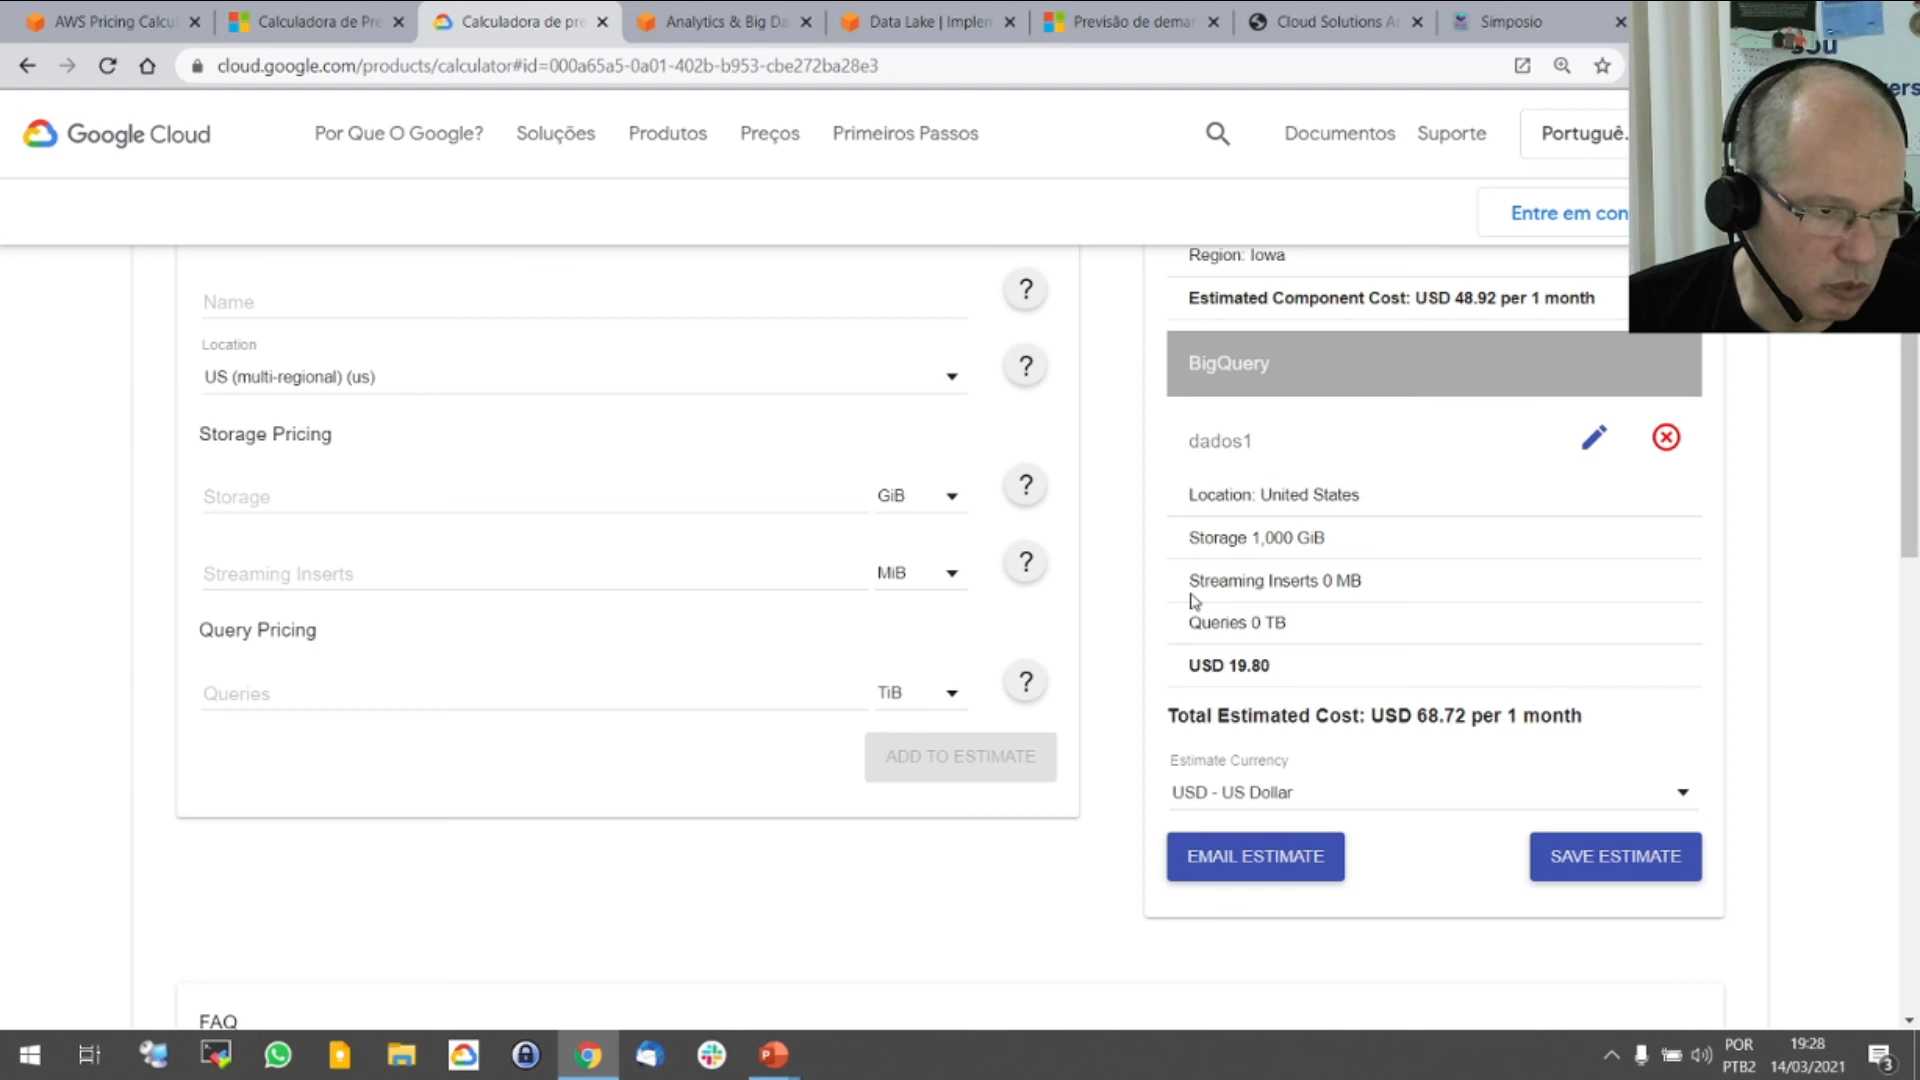 AWS Pricing Calcu
Calculadora de Pre
Calculadora de pre
Analytics & Big Da
Data Lake | Implem
Previsão de deman
Cloud Solutions Ar
Simposio
cloud.google.com/products/calculator#id=000a65a5-0a01-402b-b953-cbe272ba28e3
Google Cloud
Por Que O Google?
Soluções
Produtos
Preços
Primeiros Passos
Documentos
Suporte
Portuguê.
Entre em con
Name
?
Location
US (multi-regional) (us)
?
Storage Pricing
Storage
GiB
?
Streaming Inserts
MiB
?
Query Pricing
Queries
TiB
?
ADD TO ESTIMATE
Region: Iowa
Estimated Component Cost: USD 48.92 per 1 month
BigQuery
dados1
Location: United States
Storage 1,000 GiB
Streaming Inserts 0 MB
Queries 0 TB
USD 19.80
Total Estimated Cost: USD 68.72 per 1 month
Estimate Currency
USD - US Dollar
EMAIL ESTIMATE
SAVE ESTIMATE
FAQ
POR
PTB2
19:28
14/03/2021
3